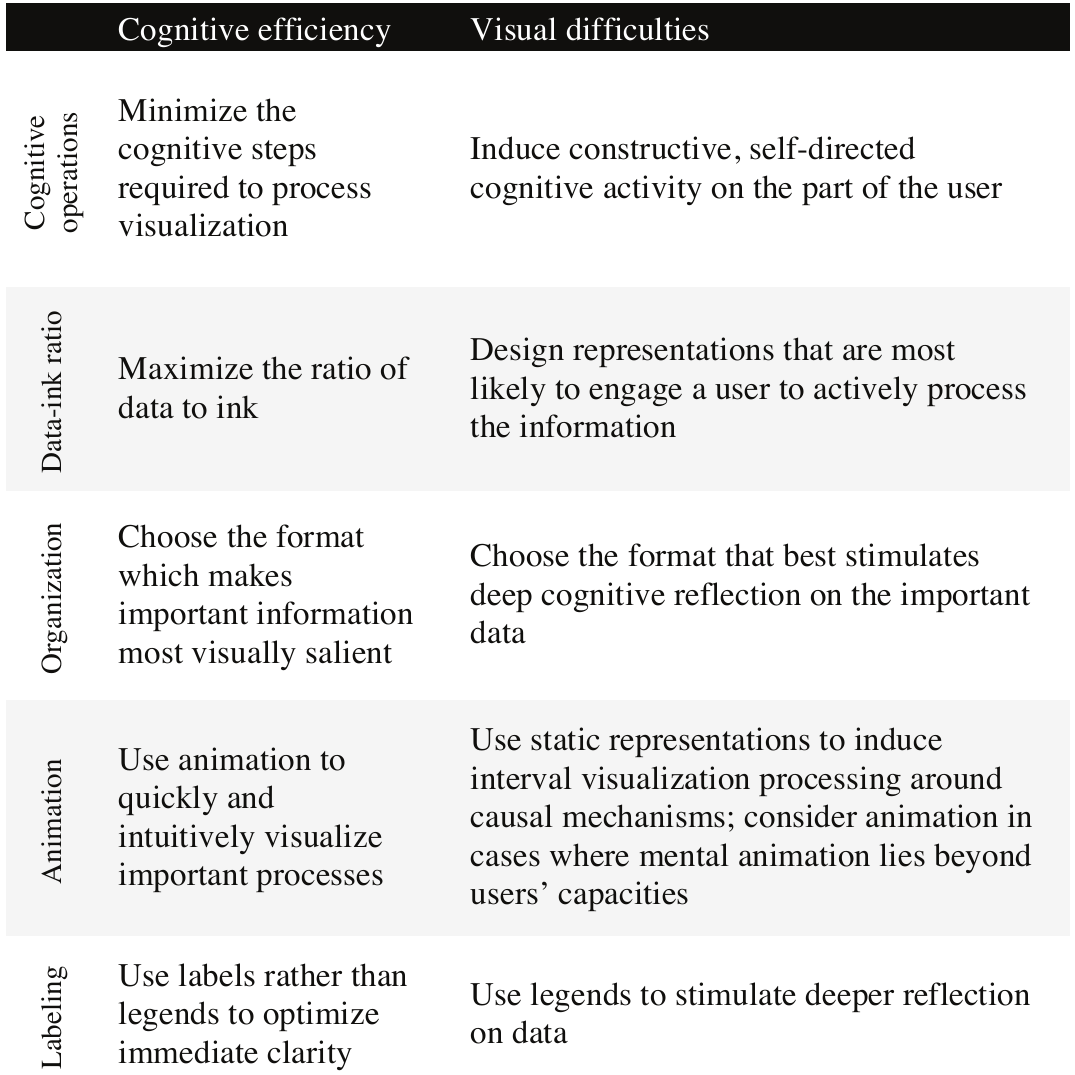 Cognitive efficiency
Visual difficulties
Cognitive
operations
Minimize the
cognitive steps
required to process
visualization
Induce constructive, self-directed
cognitive activity on the part of the user
Data-ink ratio
Maximize the ratio of
data to ink
Design representations that are most
likely to engage a user to actively process
the information
Organization
Choose the format
which makes
important information
most visually salient
Choose the format that best stimulates
deep cognitive reflection on the important
data
Animation
Use animation to
quickly and
intuitively visualize
important processes
Use static representations to induce
interval visualization processing around
causal mechanisms; consider animation in
cases where mental animation lies beyond
users’ capacities
Labeling
Use labels rather than
legends to optimize
immediate clarity
Use legends to stimulate deeper reflection
on data